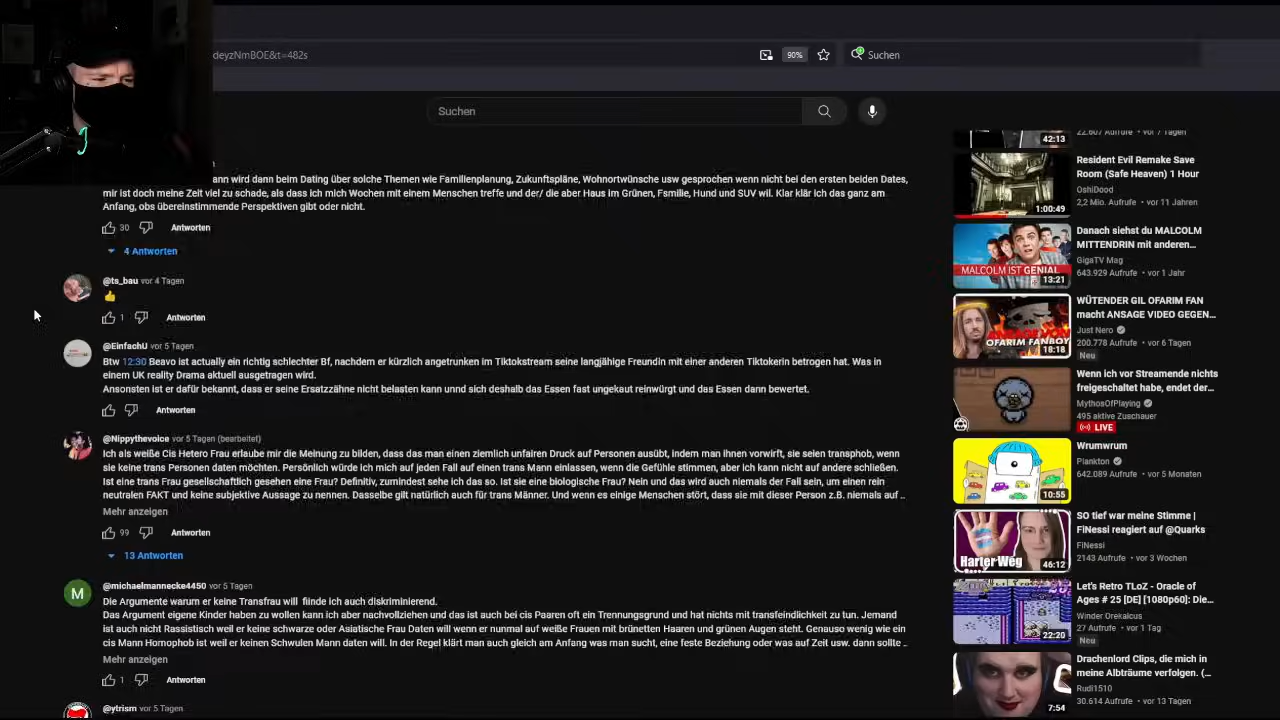 deyzNmBOE&t=482s
90%
Suchen
Suchen
ann wird dann beim Dating über solche Themen wie Familienplanung, Zukunftspläne, Wohnortwünsche usw gesprochen wenn nicht bei den ersten beiden Dates,
mir ist doch meine Zeit viel zu schade, als dass ich mich Wochen mit einem Menschen treffe und der/ die aber Haus im Grünen, Fsmilie, Hund und SUV wil. Klar klär ich das ganz am
Anfang, obs übereinstimmende Perspektiven gibt oder nicht.
30
Antworten
4 Antworten
@ts_bau vor 4 Tagen
👍
1
Antworten
@EinfachU vor 5 Tagen
Btw 12:30 Beavo ist actually ein richtig schlechter Bf, nachdem er kürzlich angetrunken im Tiktokstream seine langjährige Freundin mit einer anderen Tiktokerin betrogen hat. Was in
einem UK reality Drama aktuell ausgetragen wird.
Ansonsten ist er dafür bekannt, dass er seine Ersatzzähne nicht belasten kann unnd sich deshalb das Essen fast ungekaut reinwürgt und das Essen dann bewertet.
Antworten
@Nippythevoice vor 5 Tagen (bearbeitet)
Ich als weiße Cis Hetero Frau erlaube mir die Meinung zu bilden, dass das man einen ziemlich unfairen Druck auf Personen ausübt, indem man ihnen vorwirft, sie seien transphob, wenn
sie keine trans Personen daten möchten. Persönlich würde Ich mich auf jeden Fall auf einen trans Mann einlassen, wenn die Gefühle stimmen, aber ich kann nicht auf andere schließen.
Ist eine trans Frau gesellschaftlich gesehen eine Frau? Definitiv, zumindest sehe ich das so. Ist sie eine biologische Frau? Nein und das wird auch niemals der Fall sein, um einen rein
neutralen FAKT und keine subjektive Aussage zu nennen. Dasselbe gilt natürlich auch für trans Männer. Und wenn es einige Menschen stört, dass sie mit dieser Person z.B. niemals auf ..
Mehr anzeigen
99
Antworten
13 Antworten
M
@michaelmannecke4450 vor 5 Tagen
Die Argumente warum er keine Transfrau will fiinde ich auch diskriminierend.
Das Argument eigene Kinder haben zu wollen kann ich aber nachvollziehen und das ist auch bei cis Paaren oft ein Trennungsgrund und hat nichts mit transfeindlichkeit zu tun. Jemand
ist auch nicht Rassistisch weil er keine schwarze oder Asiatische Frau Daten will wenn er nunmal auf weiße Frauen mit brünetten Haaren und grünen Augen steht. Genauso wenig wie ein
cis Mann Homophob ist weil er keinen Schwulen Mann daten will. In der Regel klärt man auch gleich am Anfang was man sucht, eine feste Beziehung oder was auf Zeit usw. dann sollte ..
Mehr anzeigen
1
Antworten
@ytrism vor 5 Tagen
22.607 Aufrufe • vor 7 Tagen
42:13
Resident Evil Remake Save
Room (Safe Heaven) 1 Hour
OshiDood
2,2 Mio. Aufrufe • vor 11 Jahren
1:00:49
Danach siehst du MALCOLM
MITTENDRIN mit anderen...
GigaTV Mag
643.929 Aufrufe • vor 1 Jahr
MALCOLM IST GENIAL
13:21
WÜTENDER GIL OFARIM FAN
macht ANSAGE VIDEO GEGEN...
Just Nero
200.778 Aufrufe • vor 6 Tagen
Neu
ANSAGE VON
OFARIM FANBOY
18:18
Wenn ich vor Streamende nichts
freigeschaltet habe, endet der...
MythosOfPlaying
495 aktive Zuschauer
LIVE
Wrumwrum
Plankton
642.089 Aufrufe • vor 5 Monaten
10:55
SO tief war meine Stimme |
FiNessi reagiert auf @Quarks
FiNessi
2143 Aufrufe • vor 3 Wochen
Harter Weg
46:12
Let's Retro TLoZ - Oracle of
Ages # 25 [DE] [1080p60]: Die...
Winder Orekalcus
27 Aufrufe • vor 1 Tag
Neu
22:20
Drachenlord Clips, die mich in
meine Albträume verfolgen. (...
Rudi1510
30.614 Aufrufe • vor 13 Tagen
7:54